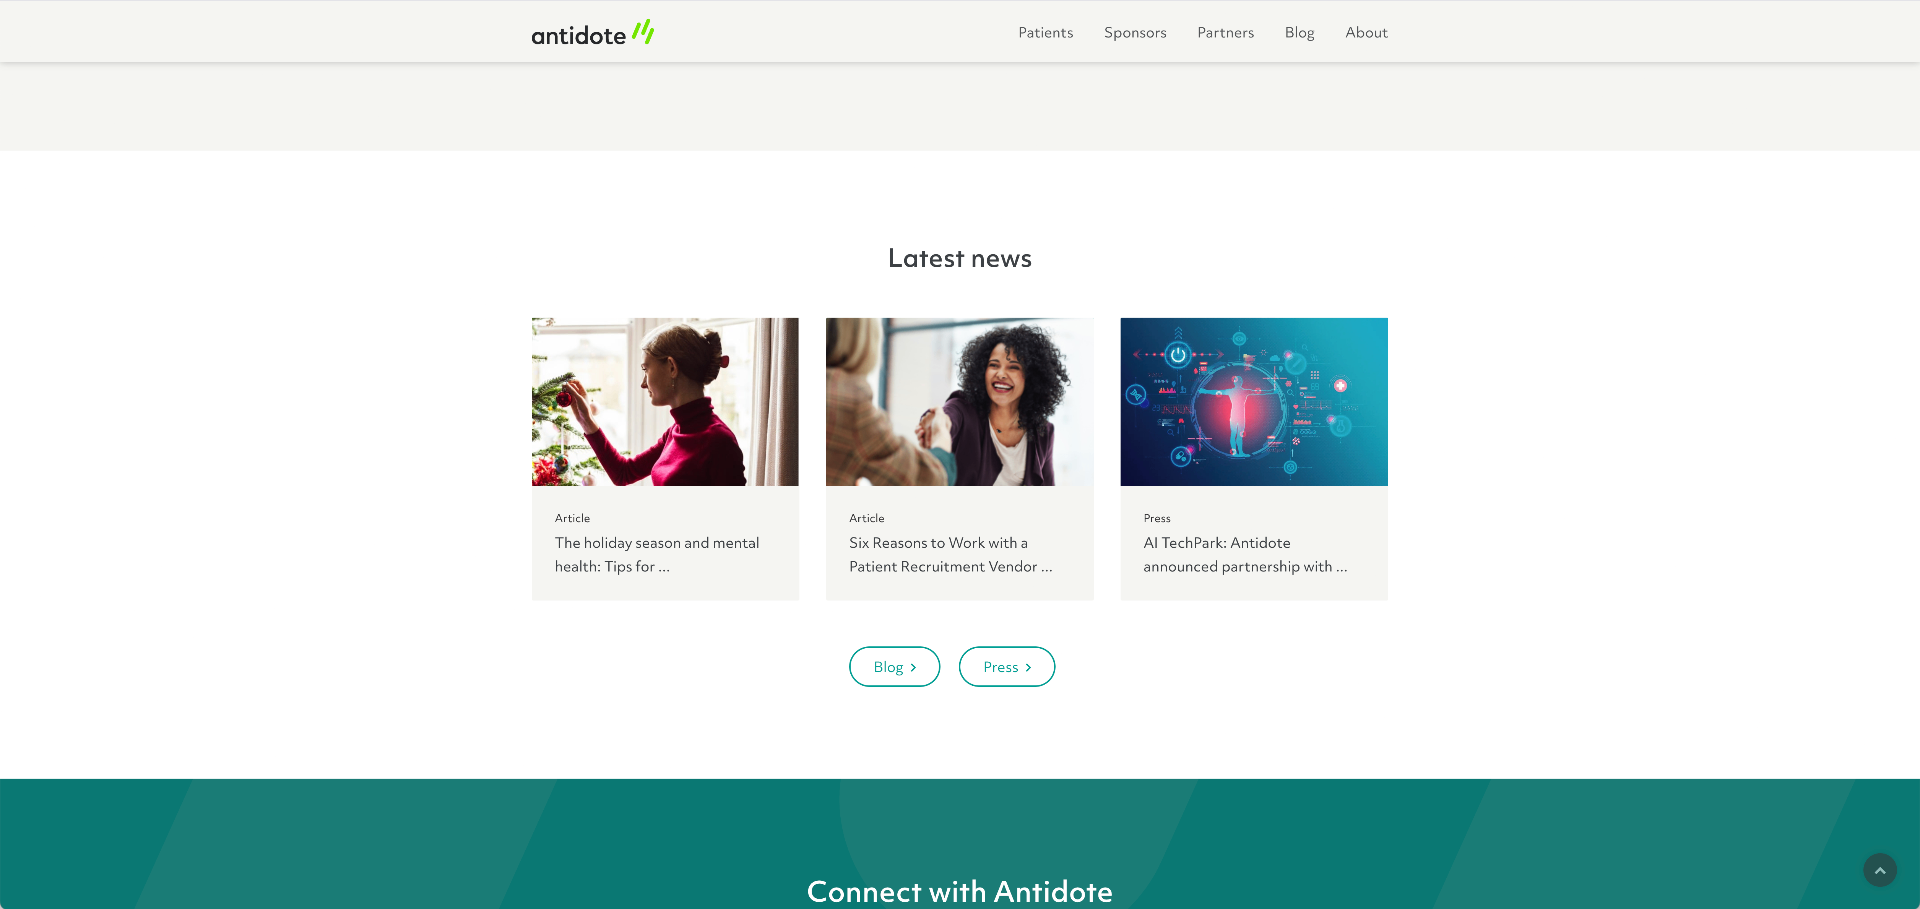 antidote
Patients
Sponsors
Partners
Blog
About
Latest news
Article
The holiday season and mental
health: Tips for ...
Article
Six Reasons to Work with a
Patient Recruitment Vendor ...
Press
AI TechPark: Antidote
announced partnership with ...
Blog
Press
Connect with Antidote